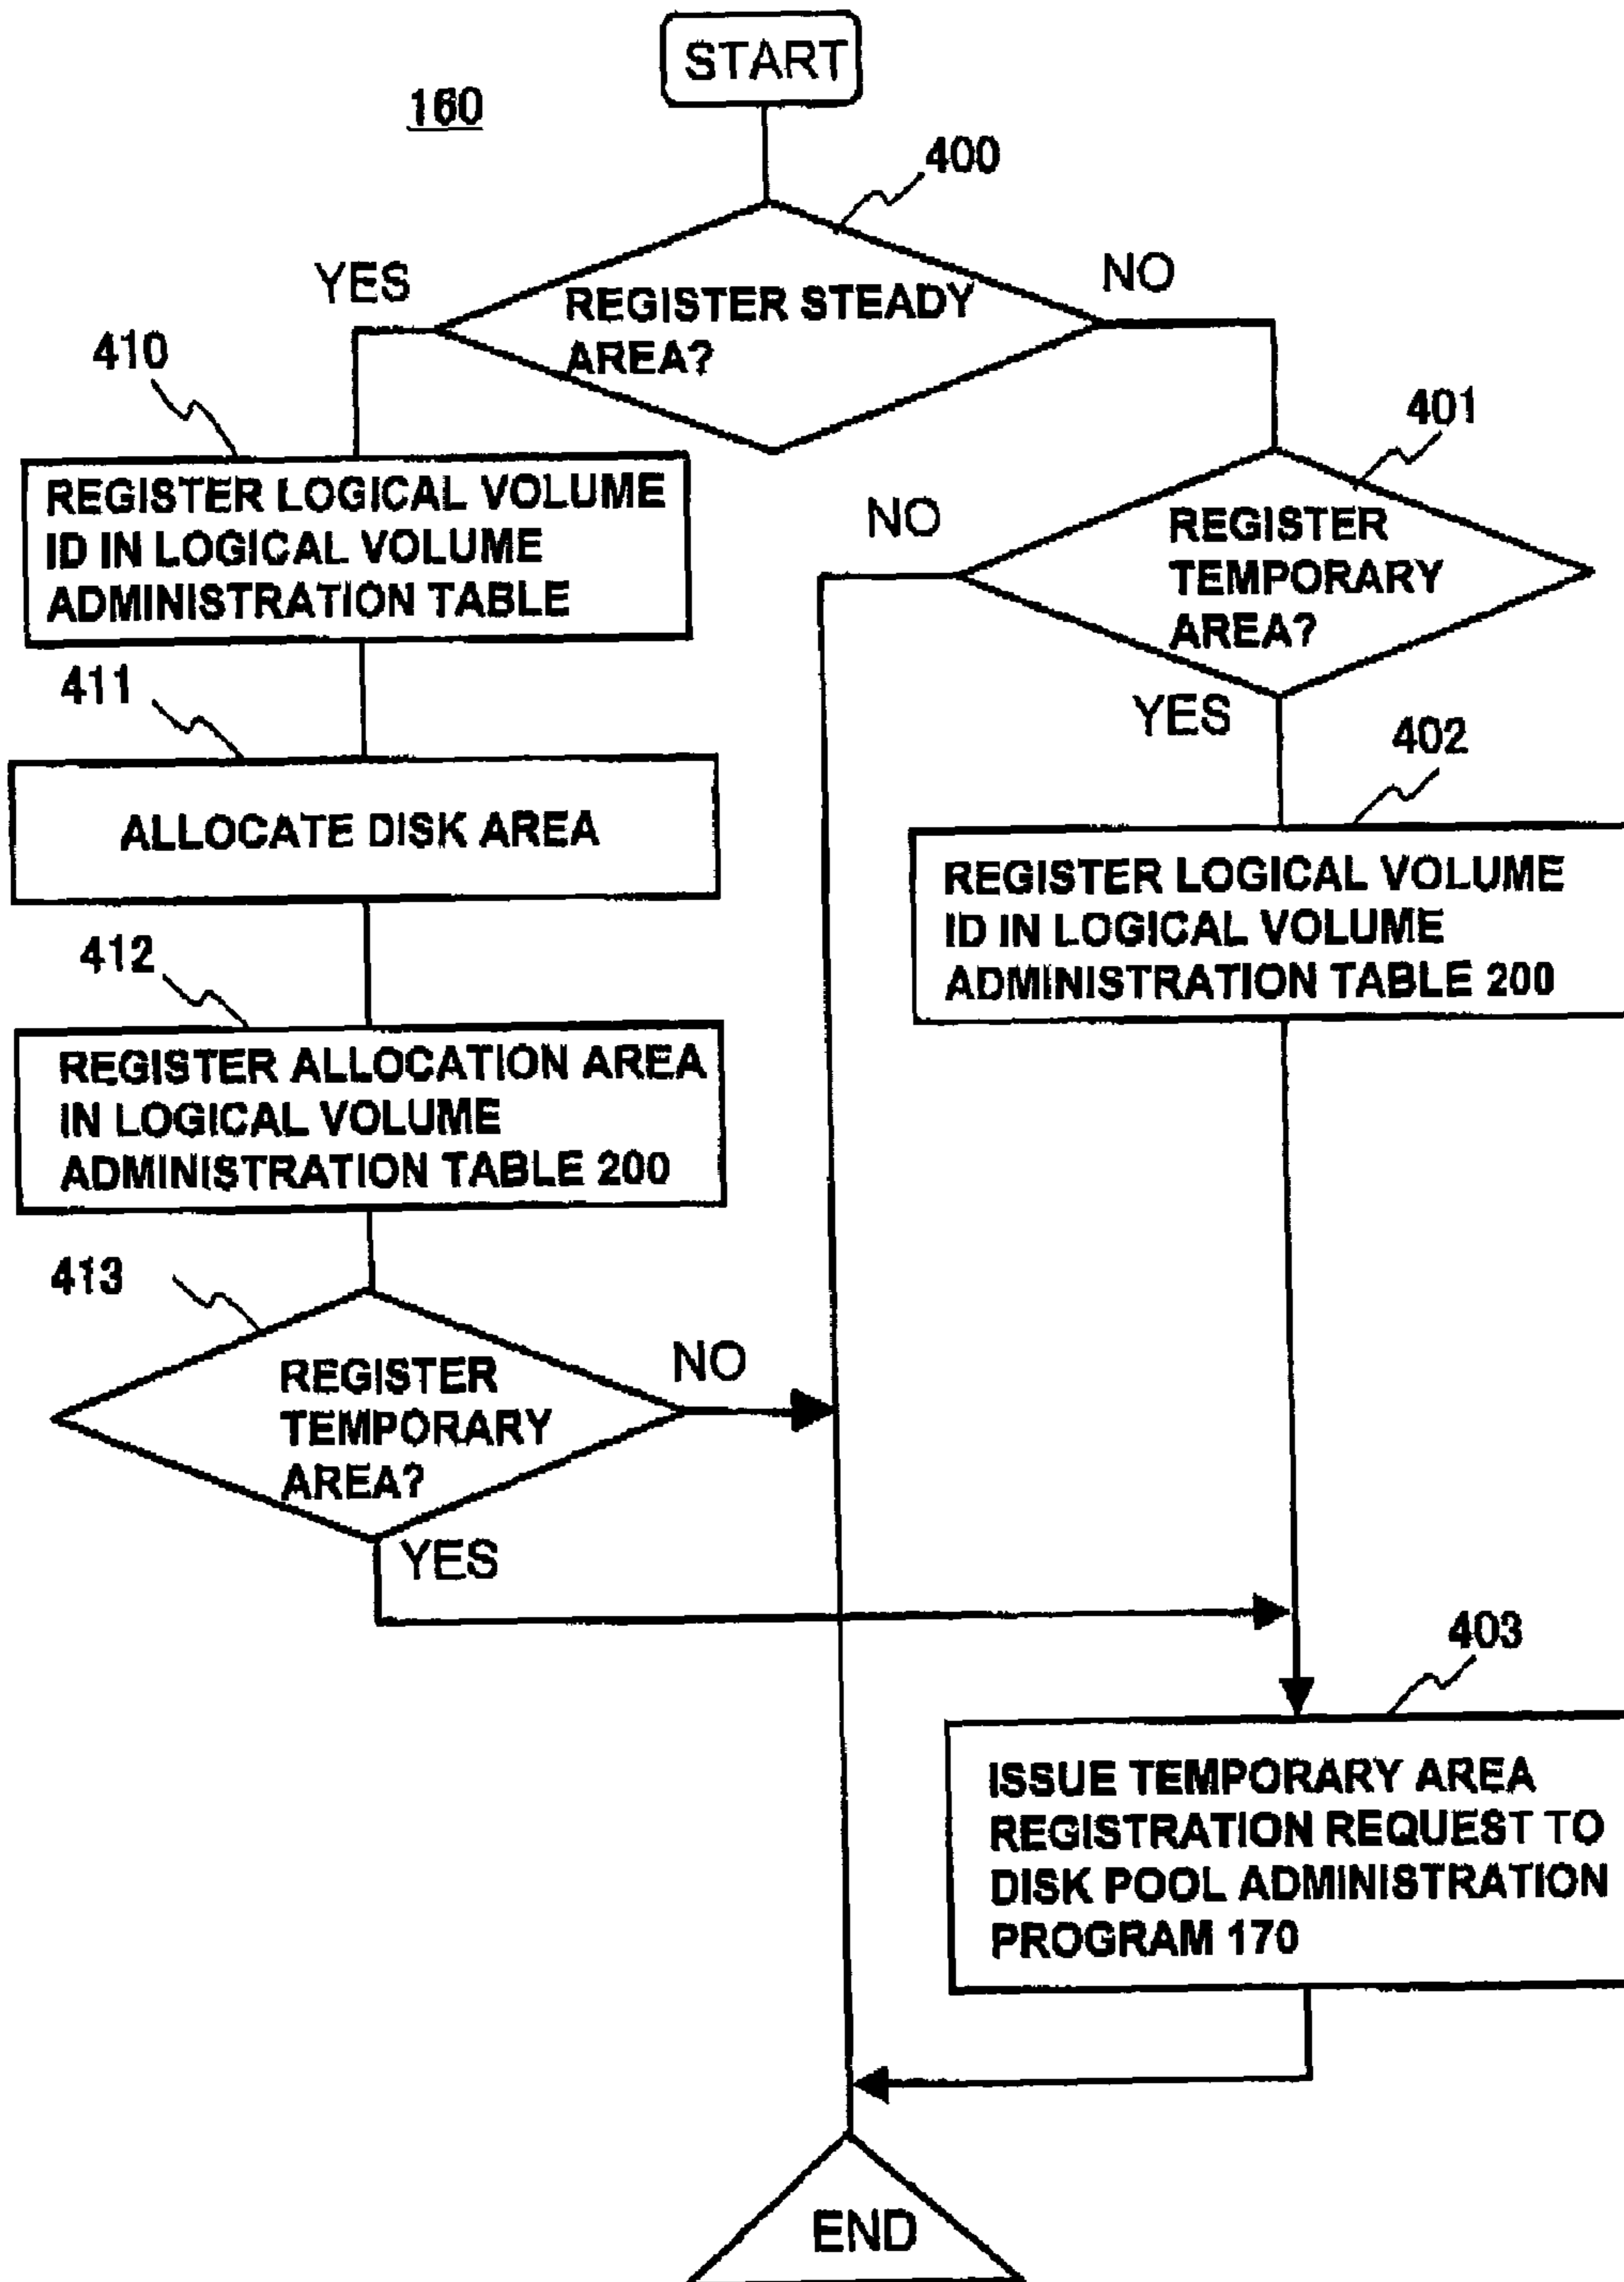 START
160
400
YES
NO
REGISTER STEADY
AREA?
410
401
REGISTER LOGICAL VOLUME
ID IN LOGICAL VOLUME
ADMINISTRATION TABLE
NO
REGISTER
TEMPORARY
AREA?
411
YES
402
ALLOCATE DISK AREA
REGISTER LOGICAL VOLUME
ID IN LOGICAL VOLUME
ADMINISTRATION TABLE 200
412
REGISTER ALLOCATION AREA
IN LOGICAL VOLUME
ADMINISTRATION TABLE 200
413
REGISTER
TEMPORARY
AREA?
NO
YES
403
ISSUE TEMPORARY AREA
REGISTRATION REQUEST TO
DISK POOL ADMINISTRATION
PROGRAM 170
END